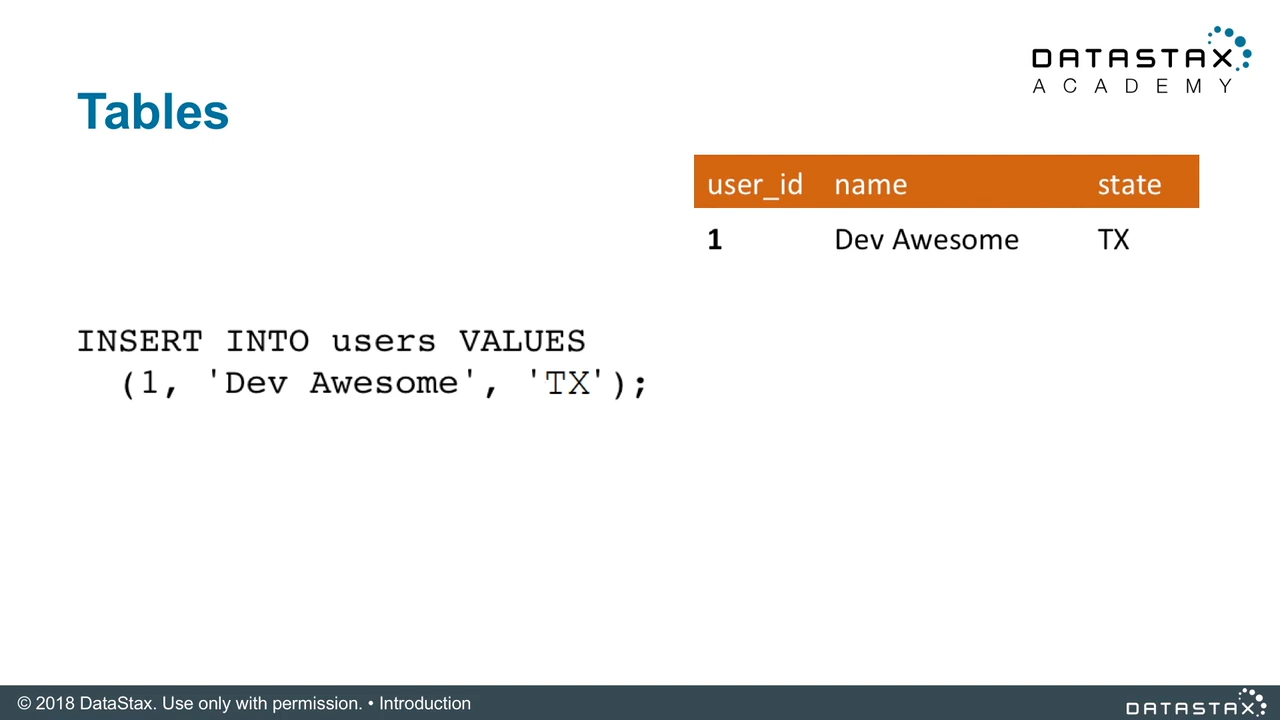 DATASTAX
ACADEMY
Tables
user_id name state
1 Dev Awesome TX
INSERT INTO users VALUES
(1, 'Dev Awesome', 'TX');
© 2018 DataStax. Use only with permission. • Introduction
DATASTAX